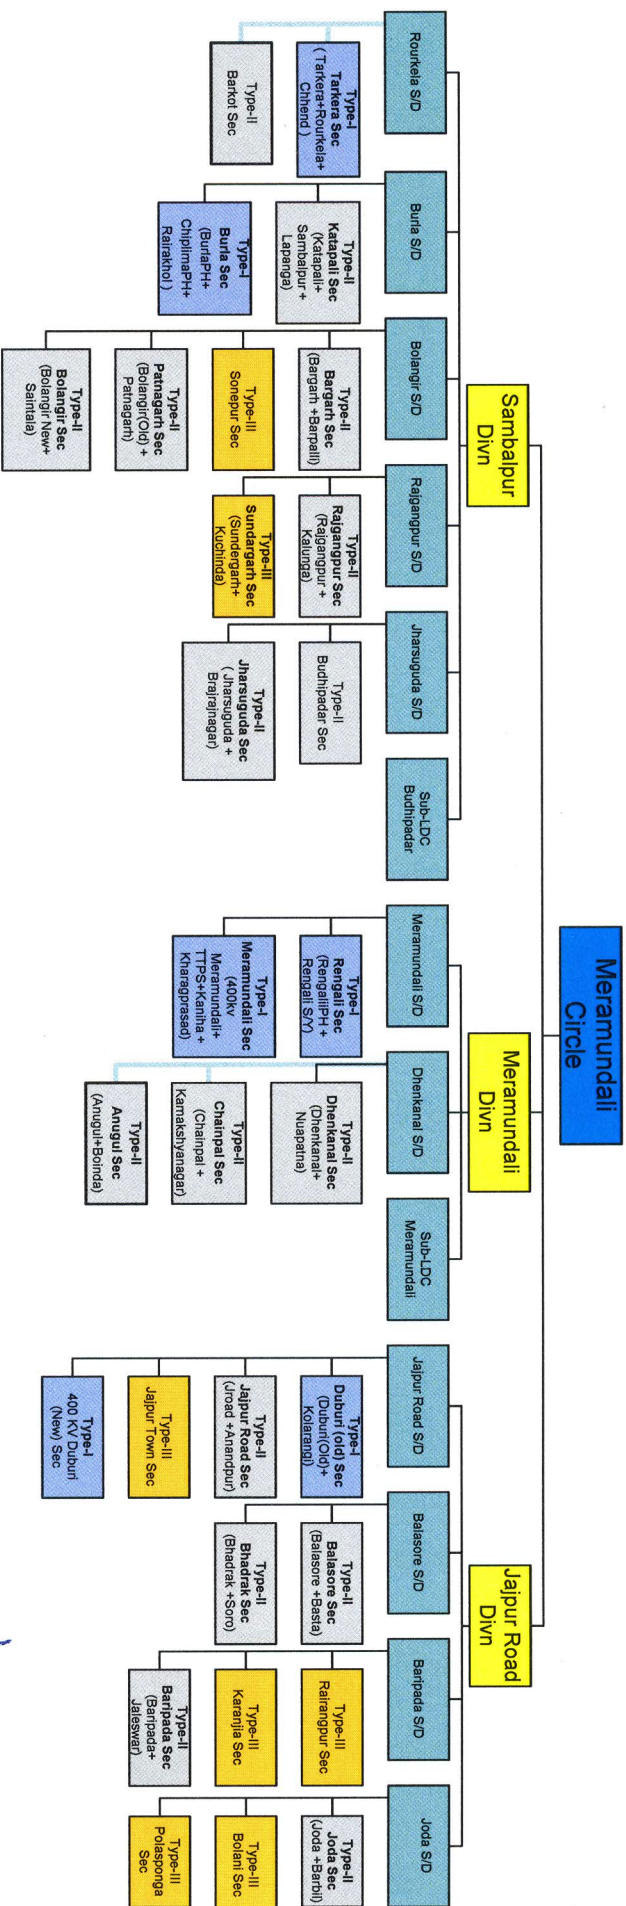 Meramundali
Circle
Sambalpur
Divn
Meramundali
Divn
Jajpur Road
Divn
Rourkela S/D
Burla S/D
Bolangir S/D
Rajgangpur S/D
Jharsuguda S/D
Sub-LDC
Budhipadar
Meramundali S/D
Dhenkanal S/D
Sub-LDC
Meramundali
Jajpur Road S/D
Balasore S/D
Baripada S/D
Joda S/D
Type-I
Tarkera Sec
( Tarkera+Rourkela+
Chhend )
Type-II
Barkot Sec
Type-II
Katapali Sec
(Katapali+
Sambalpur +
Lapanga)
Type-I
Burla Sec
(BurlaPH+
ChiplimaPH+
Rairakhol )
Type-II
Bargarh Sec
(Bargarh +Barpalli)
Type-III
Sonepur Sec
Type-II
Patnagarh Sec
(Bolangir(Old) +
Patnagarh)
Type-II
Bolangir Sec
(Bolangir New+
Saintala)
Type-II
Rajgangpur Sec
(Rajgangpur +
Kalunga)
Type-III
Sundargarh Sec
(Sundergarh+
Kuchinda)
Type-II
Budhipadar Sec
Type-II
Jharsuguda Sec
( Jharsuguda +
Brajrajnagar)
Type-I
Rengali Sec
(RengaliiPH +
Rengali S/Y)
Type-I
Meramundali Sec
(400kv
Meramundali+
TTPS+Kaniha +
Kharagprasad)
Type-II
Dhenkanal Sec
(Dhenkanal+
Nuapatna)
Type-II
Chainpal Sec
(Chainpal +
Kamakshyanagar)
Type-II
Anugul Sec
(Anugul+Boinda)
Type-I
Duburi (old) Sec
(Duburi(Old)+
Kolarangi)
Type-II
Jajpur Road Sec
(Jroad +Anandpur)
Type-III
Jajpur Town Sec
Type-I
400 KV Duburi
(New) Sec
Type-II
Balasore Sec
(Balasore +Basta)
Type-II
Bhadrak Sec
(Bhadrak +Soro)
Type-III
Rairangpur Sec
Type-III
Karanjia Sec
Type-II
Baripada Sec
(Baripada+
Jaleswar)
Type-II
Joda Sec
(Joda +Barbil)
Type-III
Bolani Sec
Type-III
Polasponga
Sec